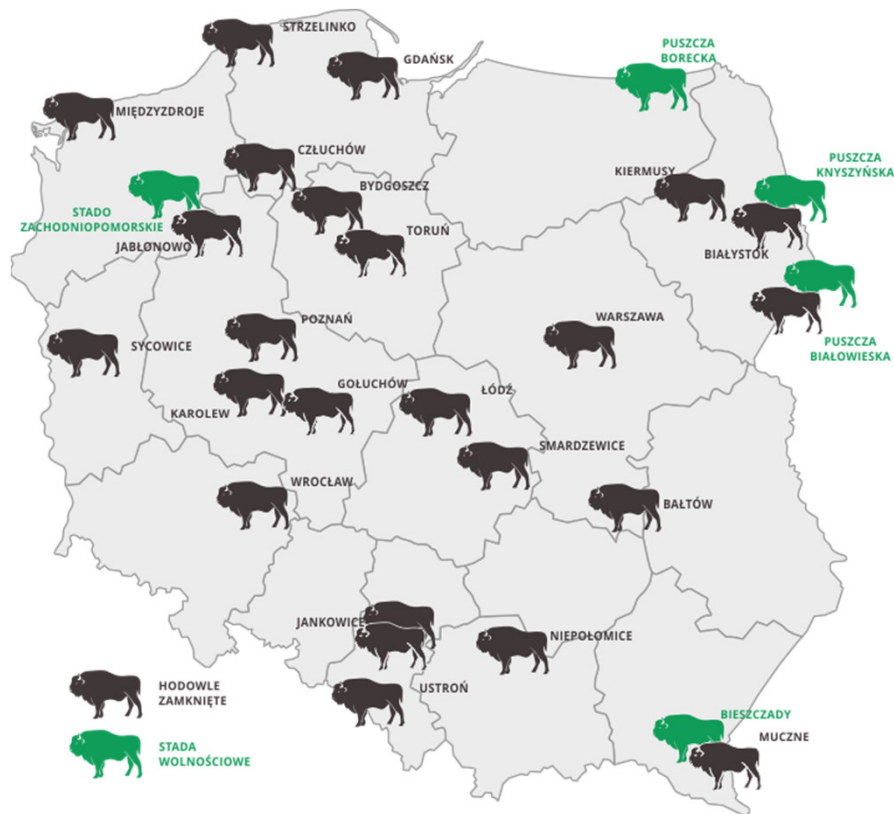 STRZELINKO
GDAŃSK
PUSZCZA
BORECKA
MIĘDZYZDROJE
CZŁUCHÓW
BYDGOSZCZ
KIERMUSY
PUSZCZA
KNYSZYŃSKA
STADO
ZACHODNIOPOMORSKIE
JABŁONOWO
TORUŃ
BIAŁYSTOK
POZNAŃ
WARSZAWA
SYCOWICE
PUSZCZA
BIAŁOWIESKA
GOŁUCHÓW
ŁÓDŹ
KAROLEW
SMARDZEWICE
WROCŁAW
BAŁTÓW
JANKOWICE
NIEPOŁOMICE
HODOWLE
ZAMKNIĘTE
USTROŃ
BIESZCZADY
MUCZNE
STADA
WOLNOŚCIOWE